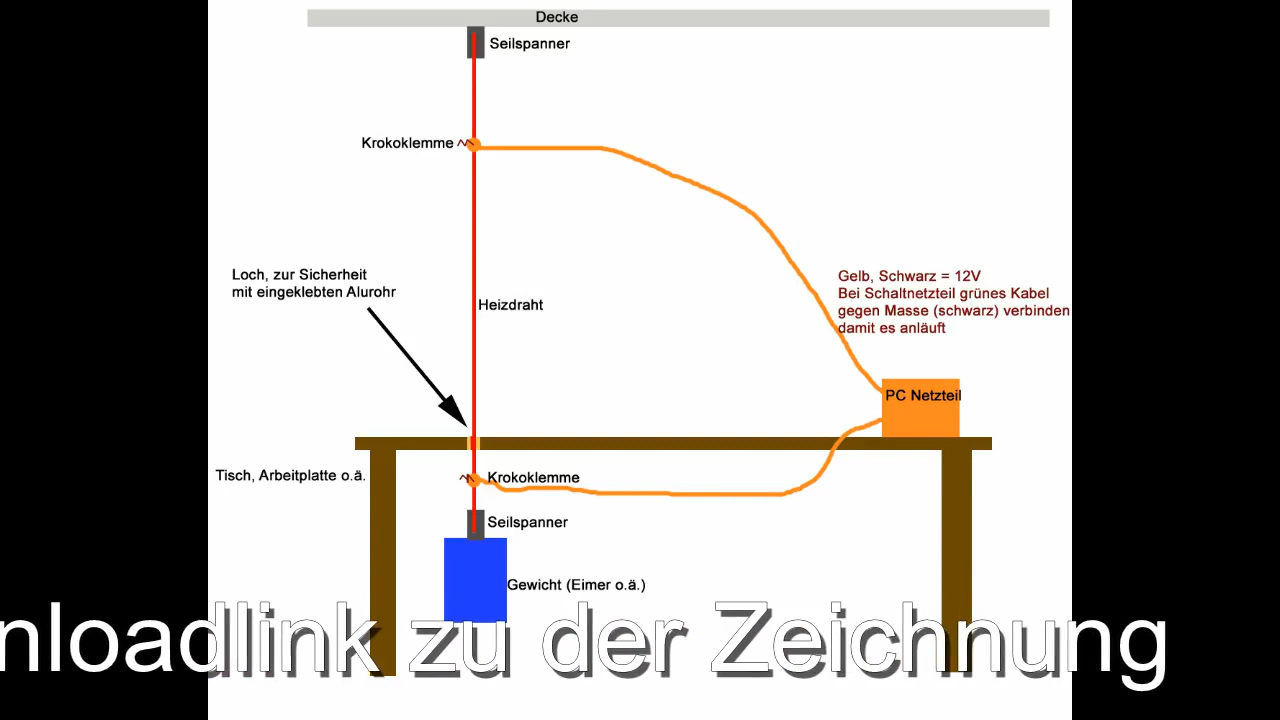 Decke
Seilspanner
Krokoklemme
Loch, zur Sicherheit
mit eingeklebten Alurohr
Heizdraht
Gelb, Schwarz = 12V
Bei Schaltnetzteil grünes Kabel
gegen Masse (schwarz) verbinden
damit es anläuft
PC Netzteil
Tisch, Arbeitplatte o.ä.
Krokoklemme
Seilspanner
Gewicht (Eimer o.ä.)
nloadlink zu der Zeichnung